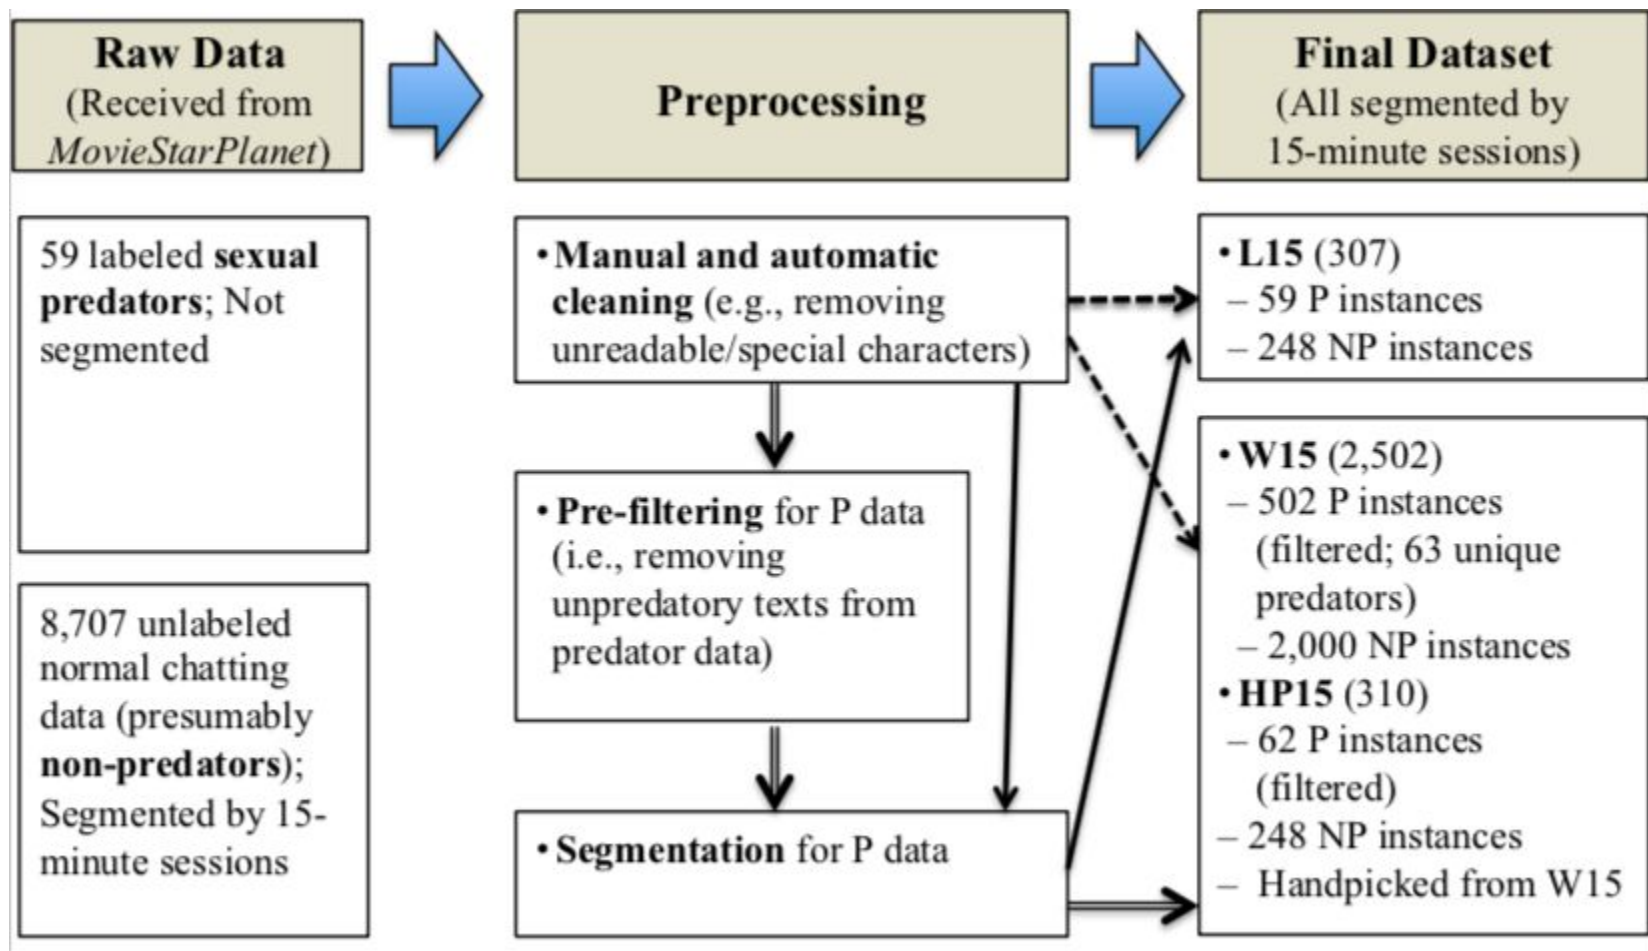 Raw Data
(Received from
MovieStarPlanet)
Preprocessing
Final Dataset
(All segmented by
15-minute sessions)
59 labeled sexual
predators; Not
segmented
8,707 unlabeled
normal chatting
data (presumably
non-predators);
Segmented by 15-
minute sessions
• Manual and automatic
cleaning (e.g., removing
unreadable/special characters)
• Pre-filtering for P data
(i.e., removing
unpredatory texts from
predator data)
• Segmentation for P data
• L15 (307)
– 59 P instances
– 248 NP instances
• W15 (2,502)
– 502 P instances
(filtered; 63 unique
predators)
– 2,000 NP instances
• HP15 (310)
– 62 P instances
(filtered)
– 248 NP instances
– Handpicked from W15